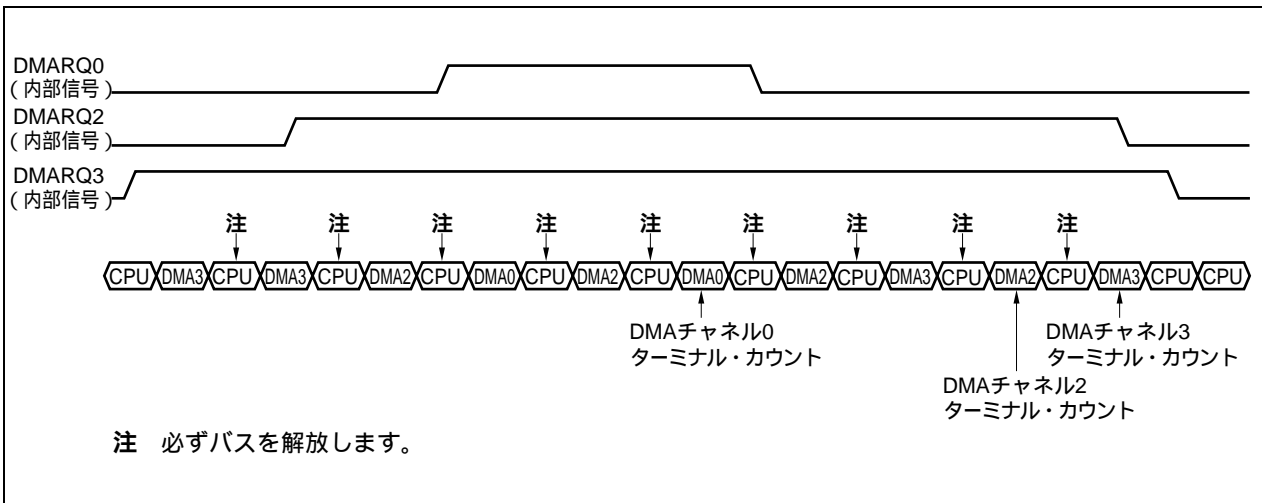 DMARQ0
(内部信号)
DMARQ2
(内部信号)
DMARQ3
(内部信号)
注 注 注 注 注 注 注 注 注
CPU DMA3 CPU DMA3 CPU DMA2 CPU DMA0 CPU DMA2 CPU DMA0 CPU DMA2 CPU DMA3 CPU DMA2 CPU DMA3 CPU CPU
DMAチャネル0
ターミナル・カウント
DMAチャネル3
ターミナル・カウント
DMAチャネル2
ターミナル・カウント
注 必ずバスを解放します。